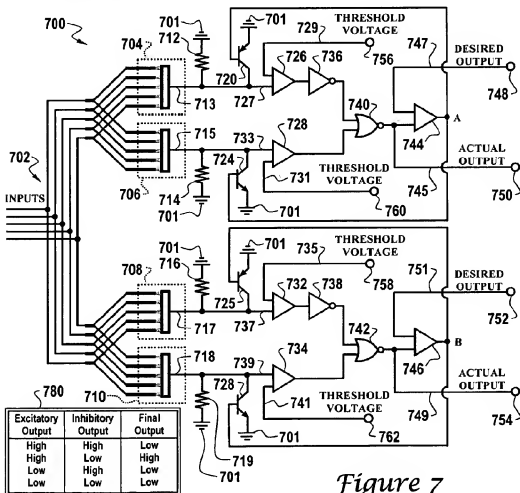 700
704
701
712
713
720
701
729
THRESHOLD
VOLTAGE
756
726
736
727
740
747
DESIRED
OUTPUT
748
A
744
702
715
706
714
701
724
733
728
731
701
THRESHOLD
VOLTAGE
760
ACTUAL
OUTPUT
745
750
INPUTS
708
701
716
717
725
701
735
THRESHOLD
VOLTAGE
758
732
738
737
742
751
DESIRED
OUTPUT
752
B
746
718
710
719
701
728
739
734
741
701
THRESHOLD
VOLTAGE
762
ACTUAL
OUTPUT
749
754
780
Excitatory Output Inhibitory Output Final Output
High High Low
High Low High
Low High Low
Low Low Low
Figure 7